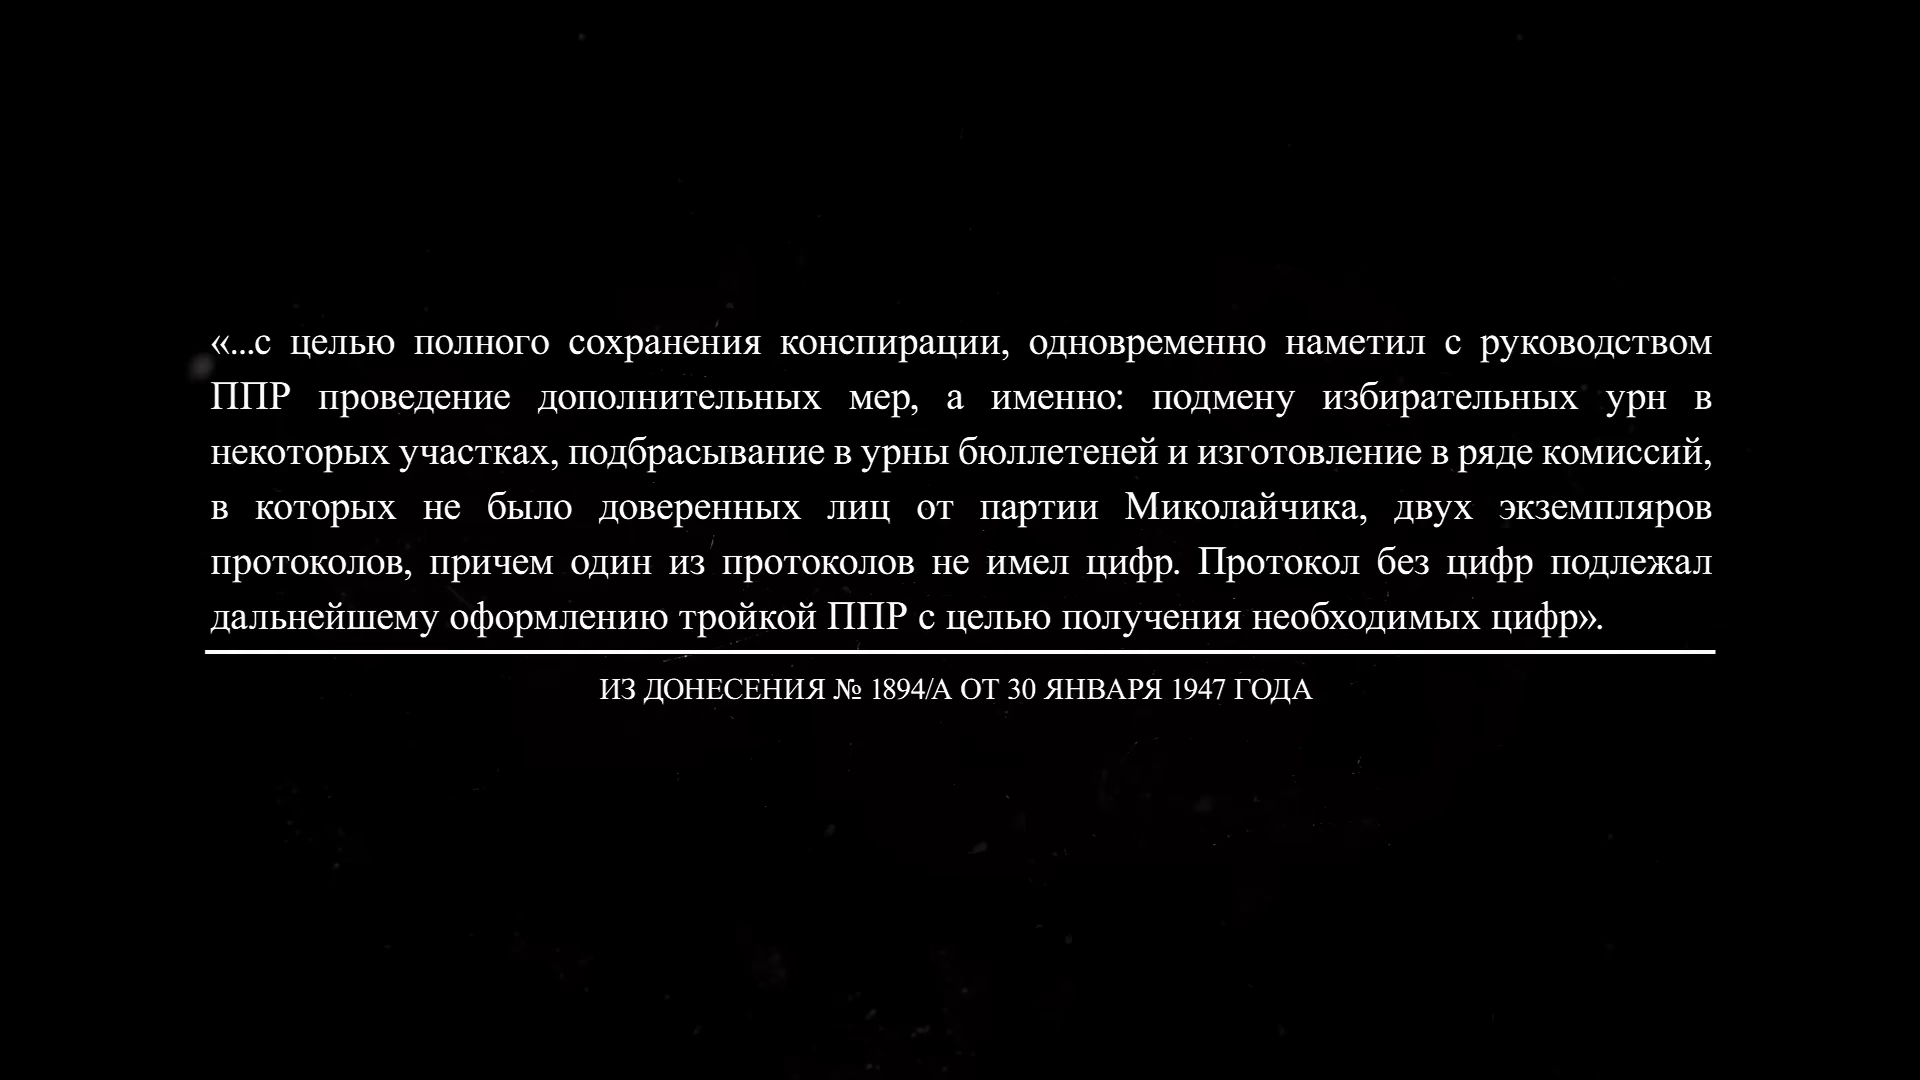 «...с целью полного сохранения конспирации, одновременно наметил с руководством
ППР проведение дополнительных мер, а именно: подмену избирательных урн в
некоторых участках, подбрасывание в урны бюллетеней и изготовление в ряде комиссий,
в которых не было доверенных лиц от партии Миколайчика, двух экземпляров
протоколов, причем один из протоколов не имел цифр. Протокол без цифр подлежал
дальнейшему оформлению тройкой ППР с целью получения необходимых цифр».
ИЗ ДОНЕСЕНИЯ № 1894/А ОТ 30 ЯНВАРЯ 1947 ГОДА